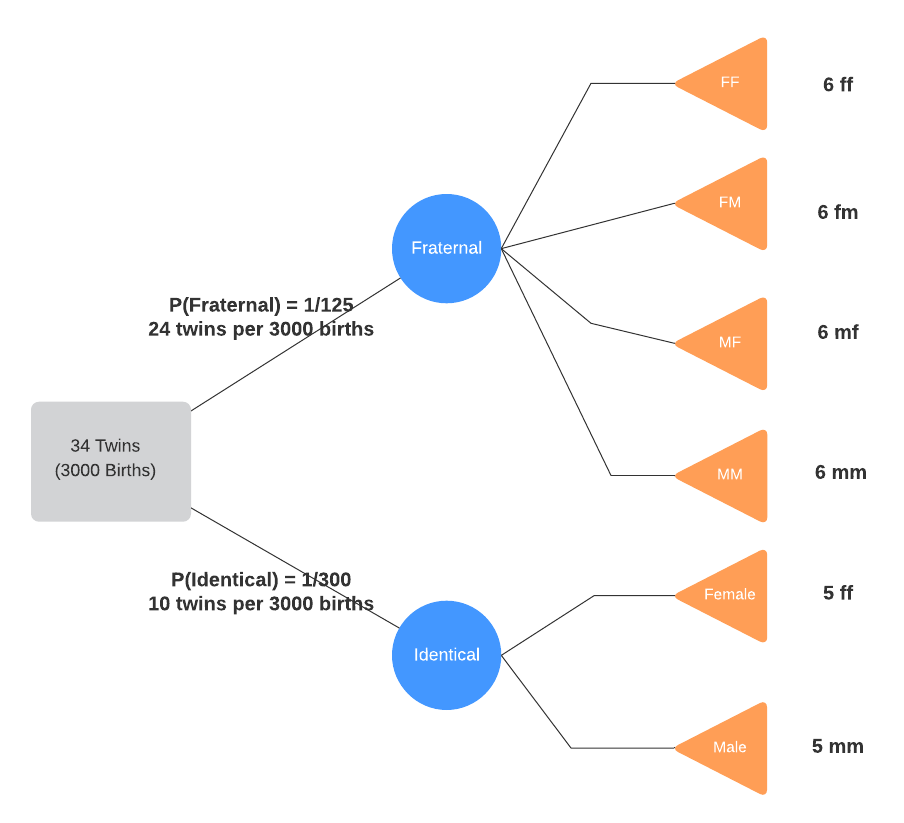 FF
6 ff
FM
6 fm
Fraternal
P(Fraternal) = 1/125
24 twins per 3000 births
MF
6 mf
34 Twins
(3000 Births)
MM
6 mm
P(Identical) = 1/300
10 twins per 3000 births
Female
5 ff
Identical
Male
5 mm